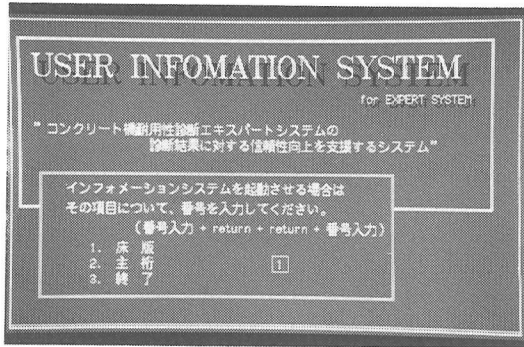 USER INFOMATION SYSTEM
for EXPERT SYSTEM
"コンクリート橋耐用性診断エキスパートシステムの
診断結果に対する信頼性向上を支援するシステム"
インフォメーションシステムを起動させる場合は
その項目について、番号を入力してください。
(番号入力 + return + return + 番号入力)
1. 床 版
2. 主 桁
1
3. 終 了